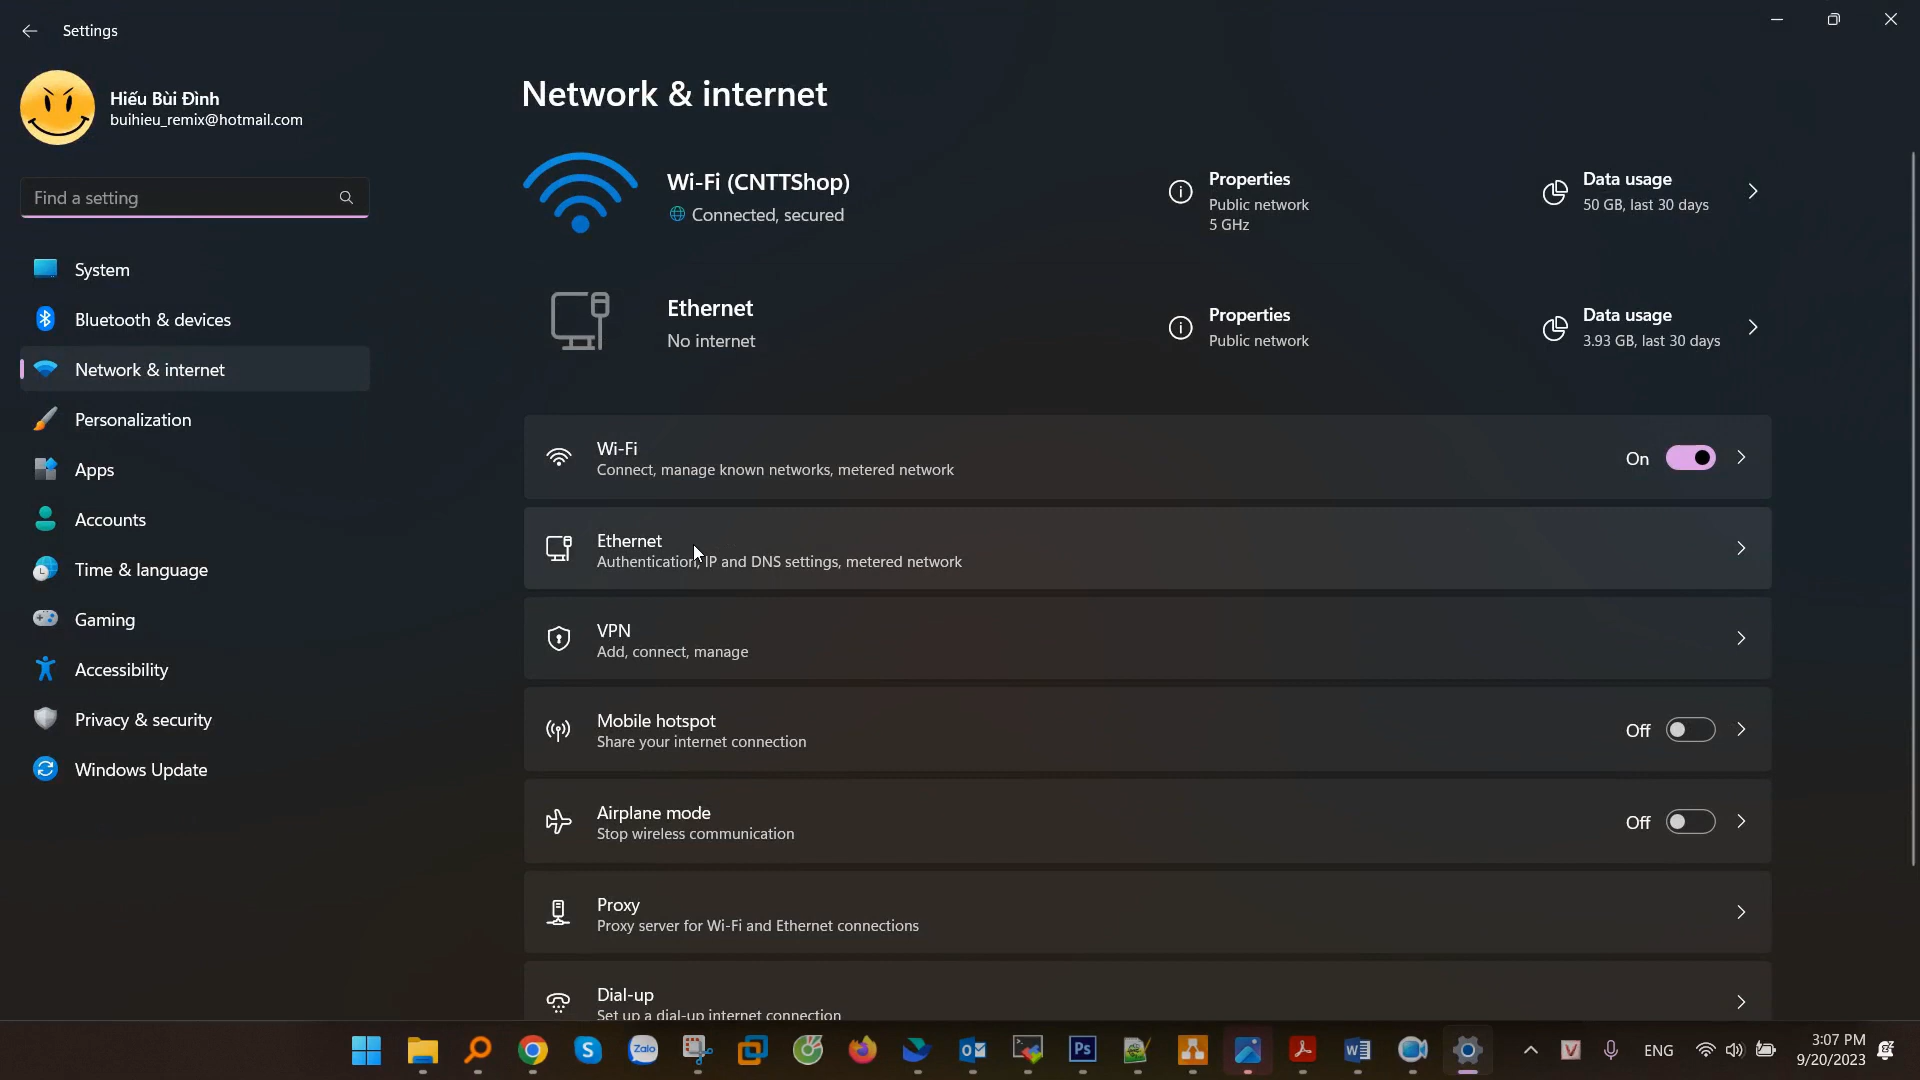 Settings
Hiếu Bùi Đình
buihieu_remix@hotmail.com
Find a setting
System
Bluetooth & devices
Network & internet
Personalization
Apps
Accounts
Time & language
Gaming
Accessibility
Privacy & security
Windows Update
Network & internet
Wi-Fi (CNTTShop)
Connected, secured
Properties
Public network
5 GHz
Data usage
50 GB, last 30 days
Ethernet
No internet
Properties
Public network
Data usage
3.93 GB, last 30 days
Wi-Fi
Connect, manage known networks, metered network
On
Ethernet
Authentication, IP and DNS settings, metered network
VPN
Add, connect, manage
Mobile hotspot
Share your internet connection
Off
Airplane mode
Stop wireless communication
Off
Proxy
Proxy server for Wi-Fi and Ethernet connections
Dial-up
Set up a dial-up internet connection
Zalo
Ps
ENG
3:07 PM
9/20/2023